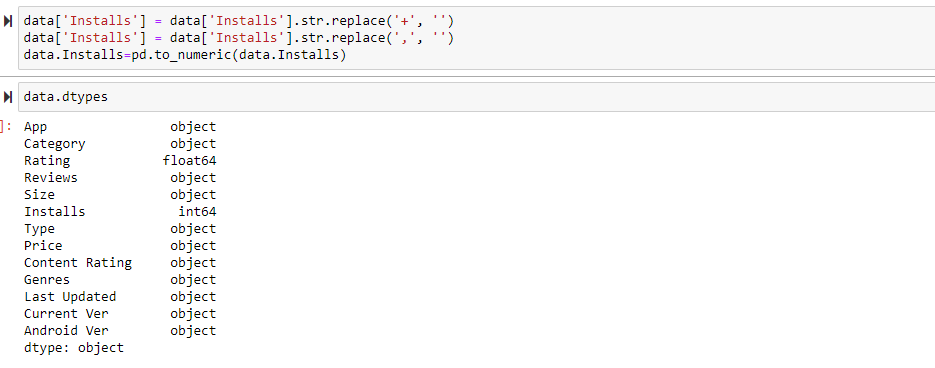 data['Installs'] = data['Installs'].str.replace('+', '')
data['Installs'] = data['Installs'].str.replace(',', '')
data.Installs=pd.to_numeric(data.Installs)
data.dtypes
]: App object
Category object
Rating float64
Reviews object
Size object
Installs int64
Type object
Price object
Content Rating object
Genres object
Last Updated object
Current Ver object
Android Ver object
dtype: object